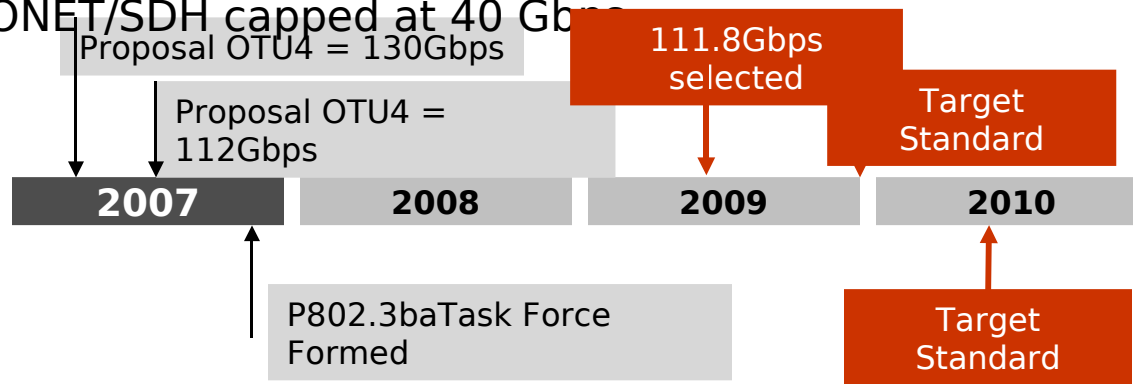 ONET/SDH capped at 40 Gbps
Proposal OTU4 = 130Gbps
111.8Gbps
selected
Proposal OTU4 =
112Gbps
Target
Standard
2007
2008
2009
2010
P802.3baTask Force
Formed
Target
Standard